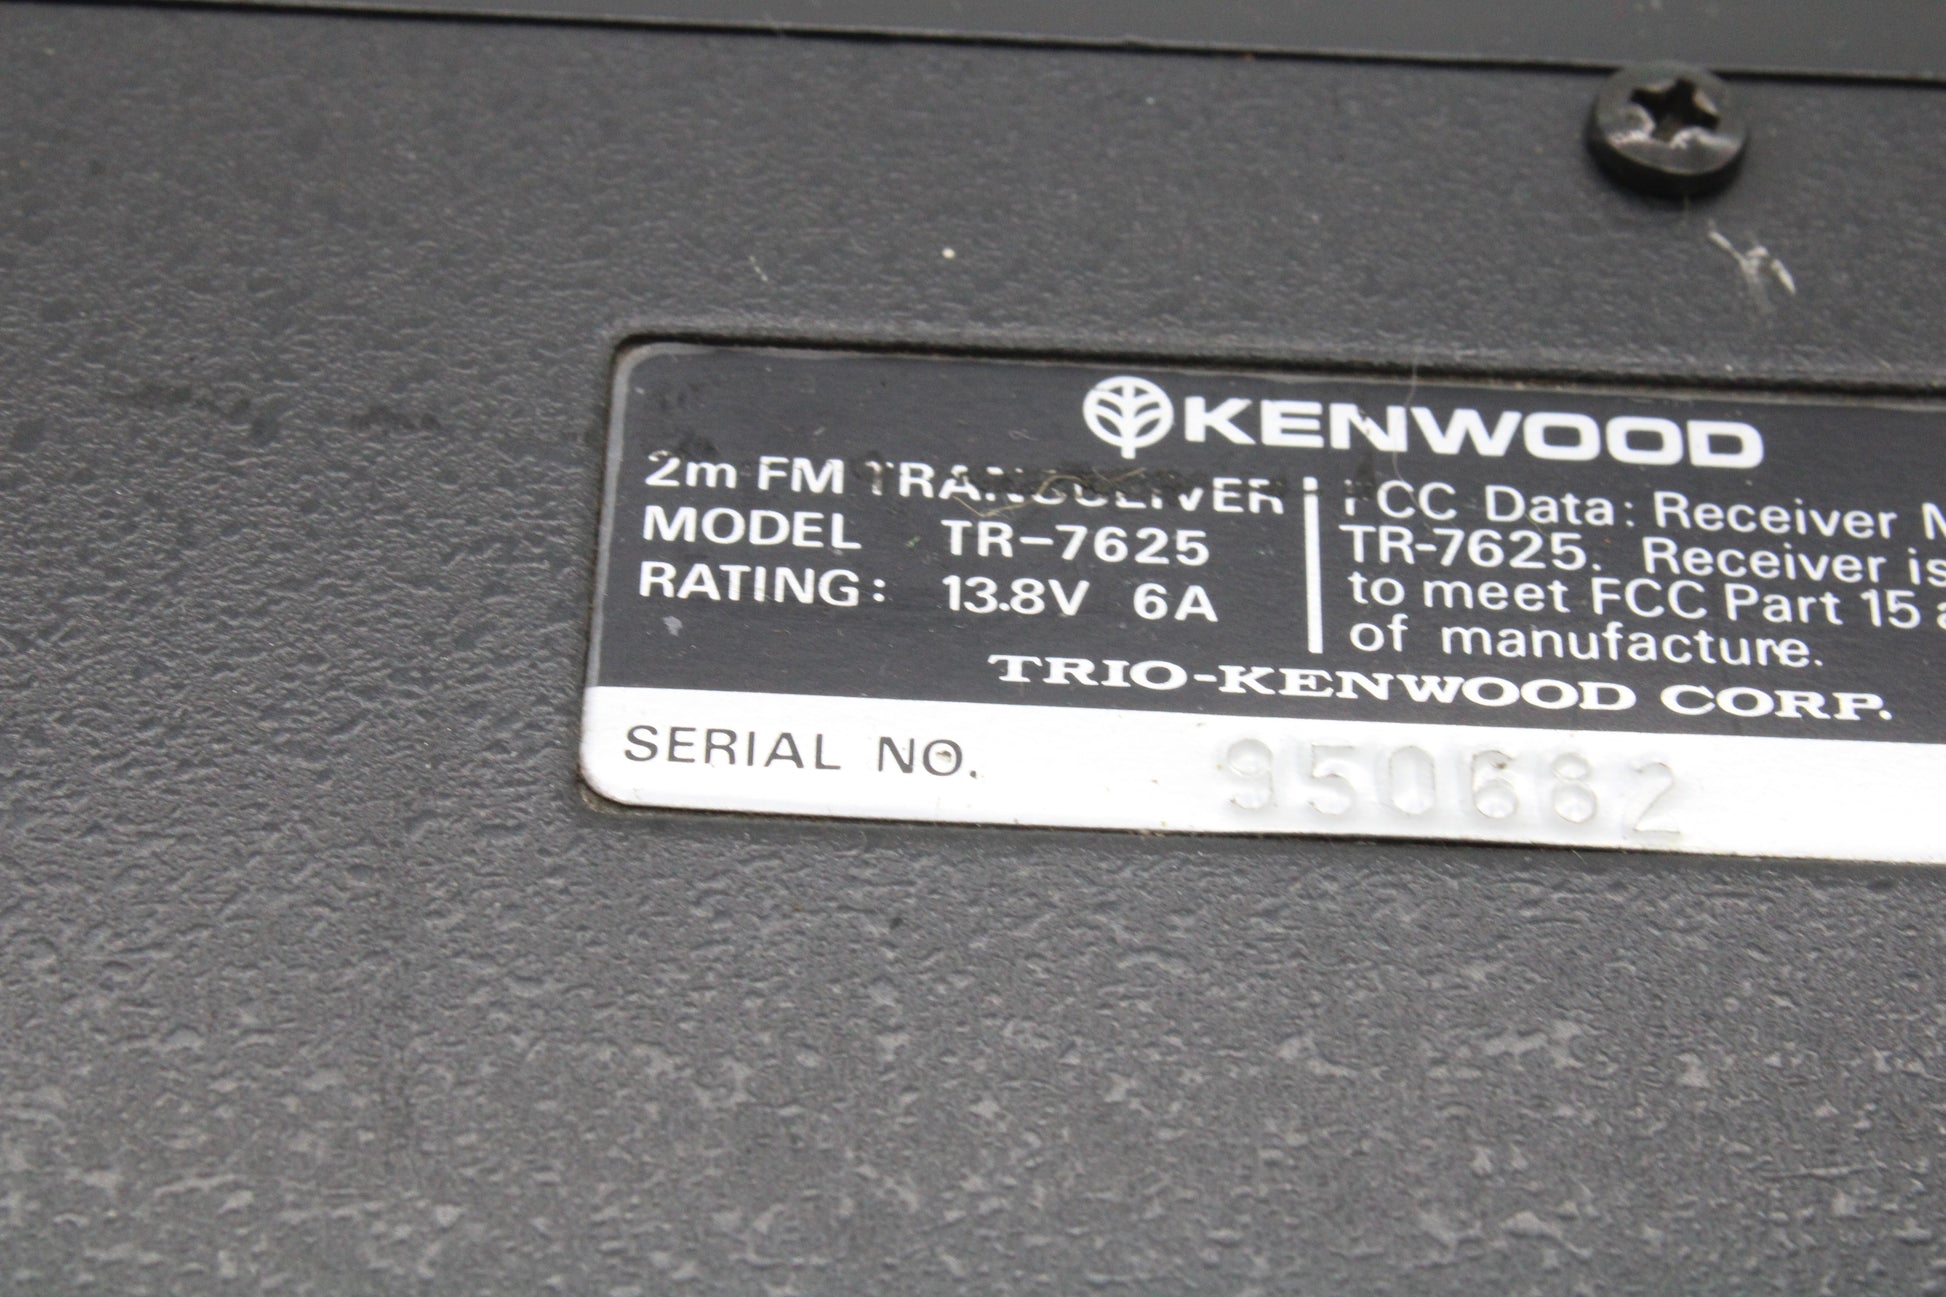 KENWOOD
2m FM TRANSCEIVER
MODEL TR-7625
RATING: 13.8V 6A
FCC Data: Receiver
TR-7625. Receiver is
to meet FCC Part 15
of manufacture.
TRIO-KENWOOD CORP.
SERIAL NO. 950682